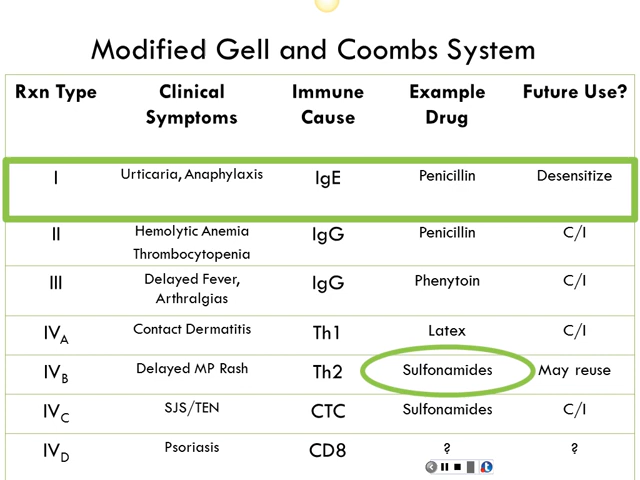 Modified Gell and Coombs System
Rxn Type Clinical Symptoms Immune Cause Example Drug Future Use?
I Urticaria, Anaphylaxis IgE Penicillin Desensitize
II Hemolytic Anemia Thrombocytopenia IgG Penicillin C/I
III Delayed Fever, Arthralgias IgG Phenytoin C/I
IVA Contact Dermatitis Th1 Latex C/I
IVB Delayed MP Rash Th2 Sulfonamides May reuse
IVC SJS/TEN CTC Sulfonamides C/I
IVD Psoriasis CD8 ? ?